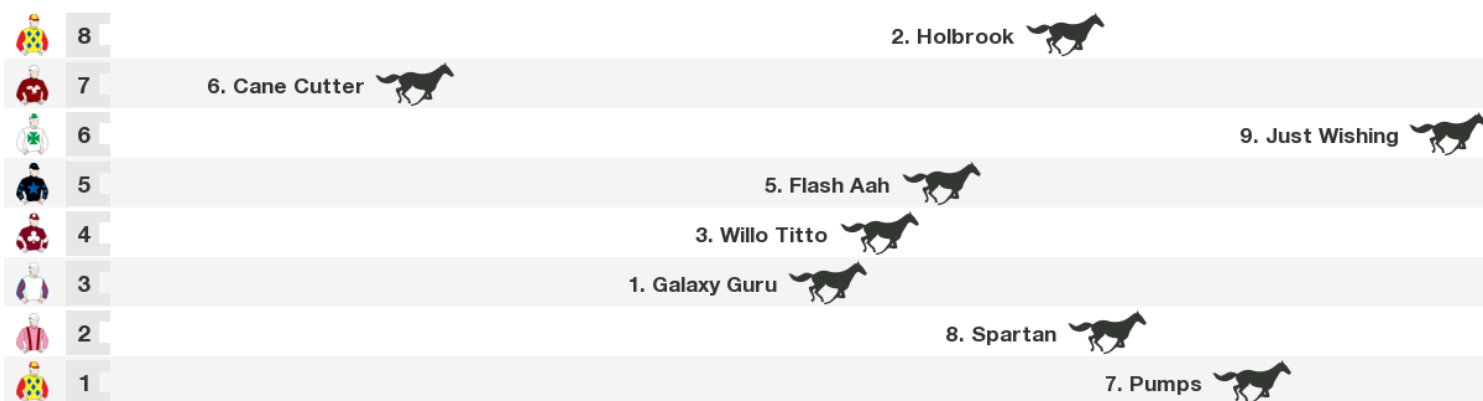 8 2. Holbrook
7 6. Cane Cutter
6 9. Just Wishing
5 5. Flash Aah
4 3. Willo Titto
3 1. Galaxy Guru
2 8. Spartan
1 7. Pumps